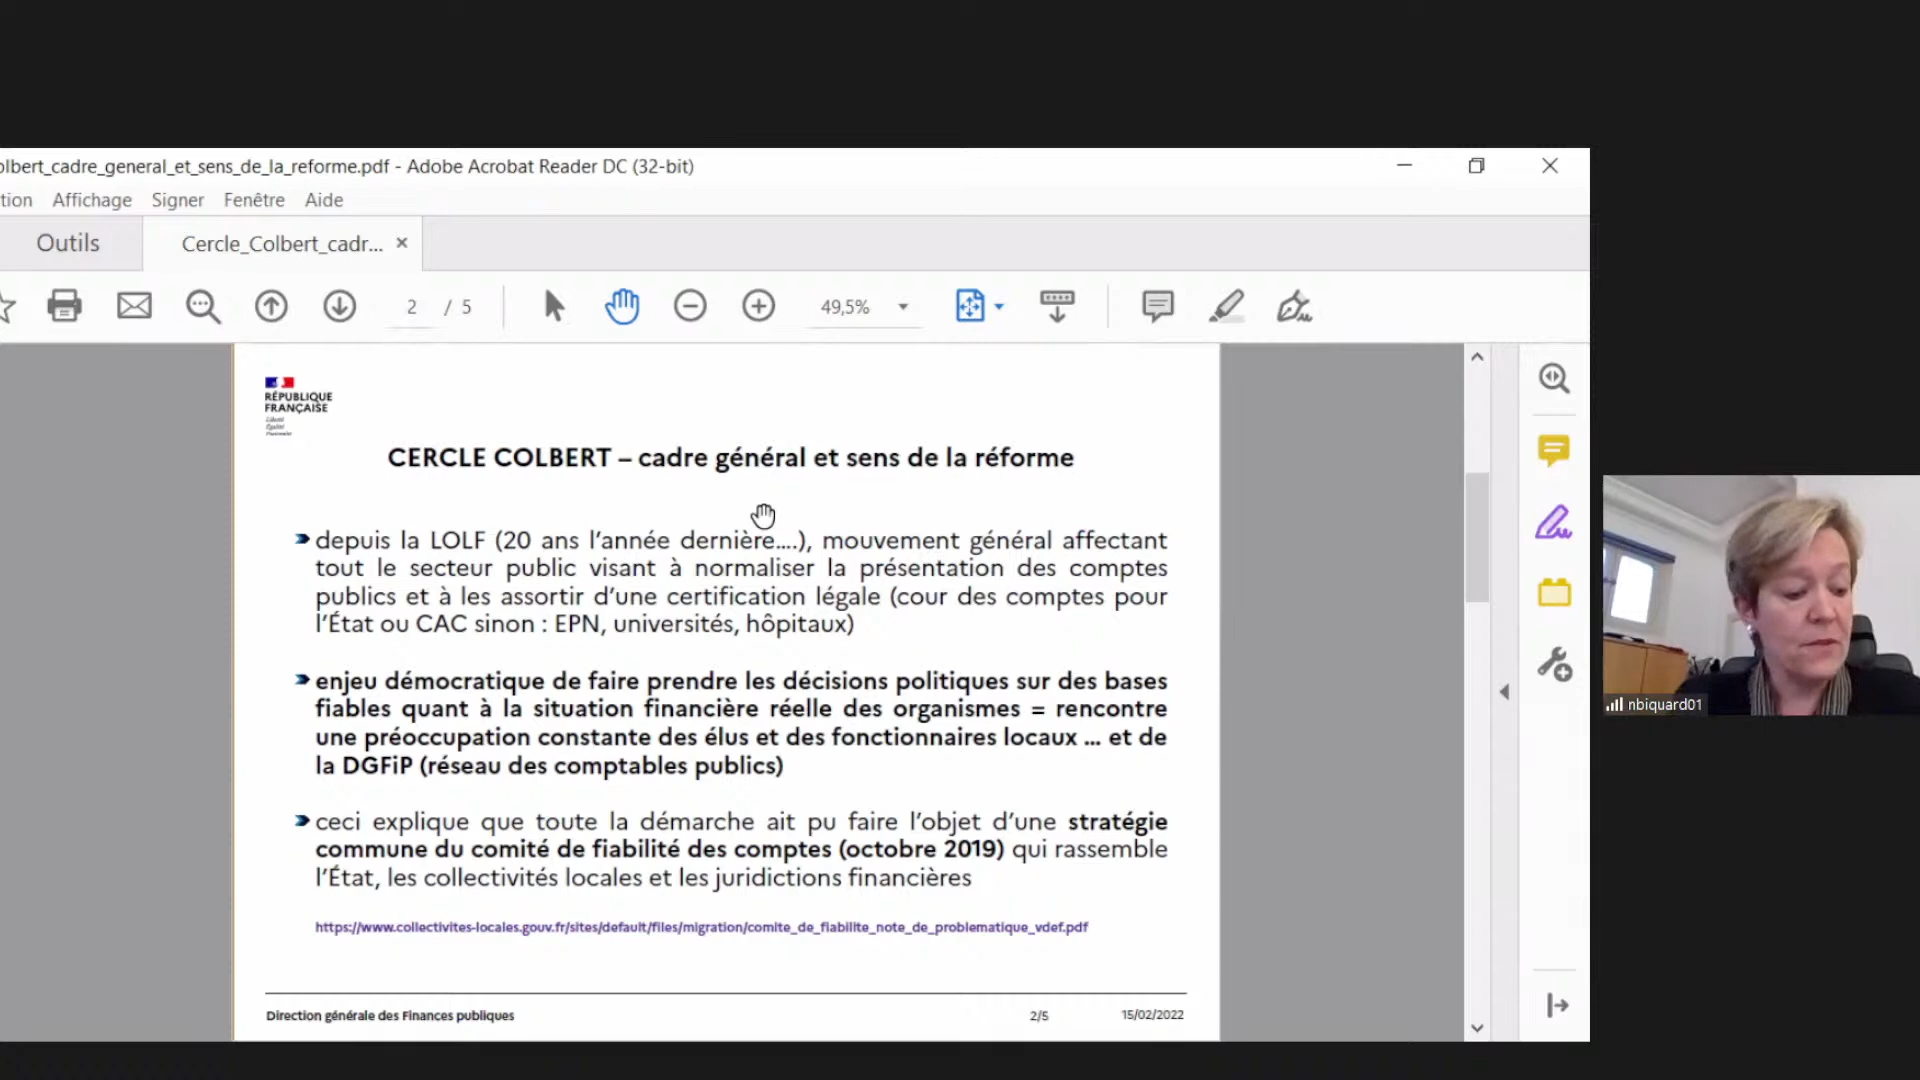 olbert_cadre_general_et_sens_de_la_reforme.pdf - Adobe Acrobat Reader DC (32-bit)
tion Affichage Signer Fenêtre Aide
Outils Cercle_Colbert_cadr... ×
2 / 5 49,5%
RÉPUBLIQUE
FRANÇAISE
Liberté
Égalité
Fraternité
CERCLE COLBERT – cadre général et sens de la réforme
depuis la LOLF (20 ans l’année dernière....), mouvement général affectant
tout le secteur public visant à normaliser la présentation des comptes
publics et à les assortir d’une certification légale (cour des comptes pour
l’État ou CAC sinon : EPN, universités, hôpitaux)
enjeu démocratique de faire prendre les décisions politiques sur des bases
fiables quant à la situation financière réelle des organismes = rencontre
une préoccupation constante des élus et des fonctionnaires locaux ... et de
la DGFiP (réseau des comptables publics)
ceci explique que toute la démarche ait pu faire l’objet d’une stratégie
commune du comité de fiabilité des comptes (octobre 2019) qui rassemble
l’État, les collectivités locales et les juridictions financières
https://www.collectivites-locales.gouv.fr/sites/default/files/migration/comite_de_fiabilite_note_de_problematique_vdef.pdf
Direction générale des Finances publiques 2/5 15/02/2022
nbiquard01